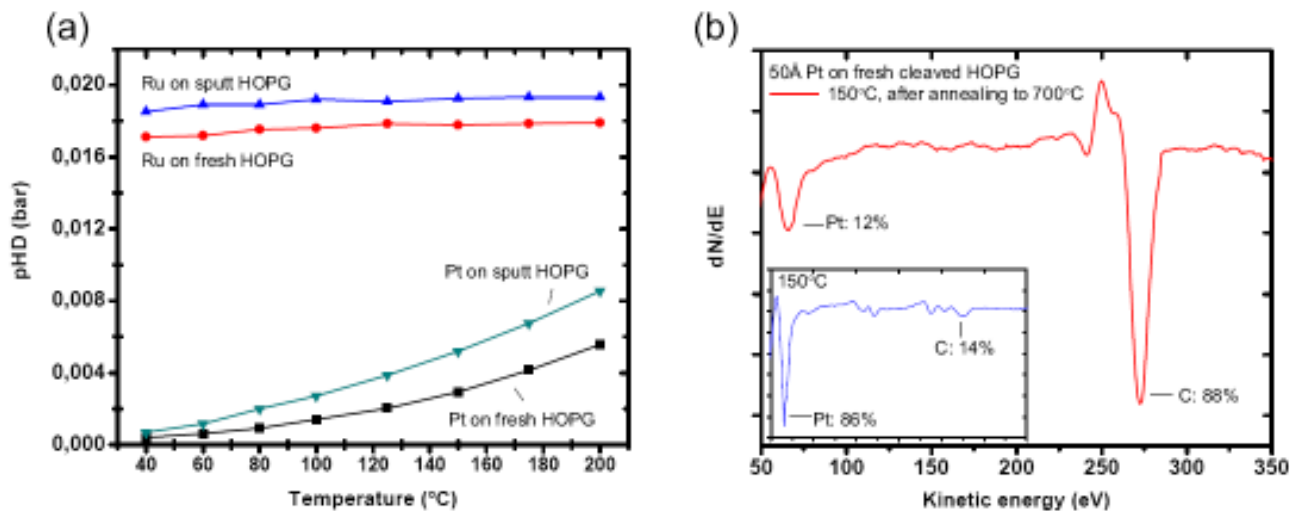 (a)
0,020
0,016
0,012
0,008
0,004
0,000
pHD (bar)
Ru on sputt HOPG
Ru on fresh HOPG
Pt on sputt HOPG
Pt on fresh HOPG
40 60 80 100 120 140 160 180 200
Temperature (°C)
(b)
dN/dE
50Å Pt on fresh cleaved HOPG
150°C, after annealing to 700°C
Pt: 12%
C: 88%
150°C
C: 14%
Pt: 86%
50 100 150 200 250 300 350
Kinetic energy (eV)